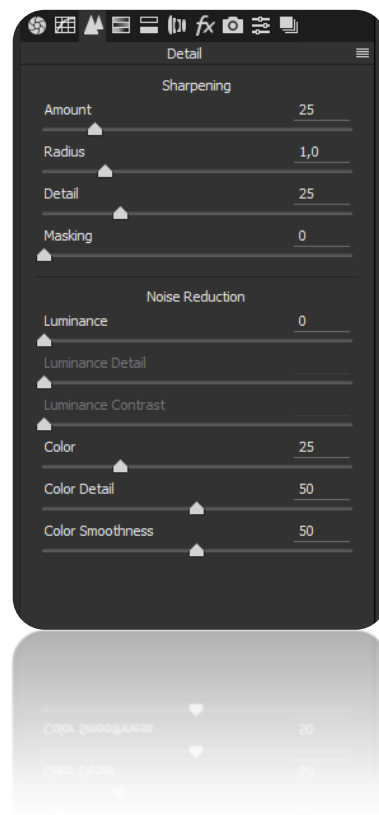 fx
Detail
Sharpening
Amount 25
Radius 1,0
Detail 25
Masking 0
Noise Reduction
Luminance 0
Luminance Detail
Luminance Contrast
Color 25
Color Detail 50
Color Smoothness 50